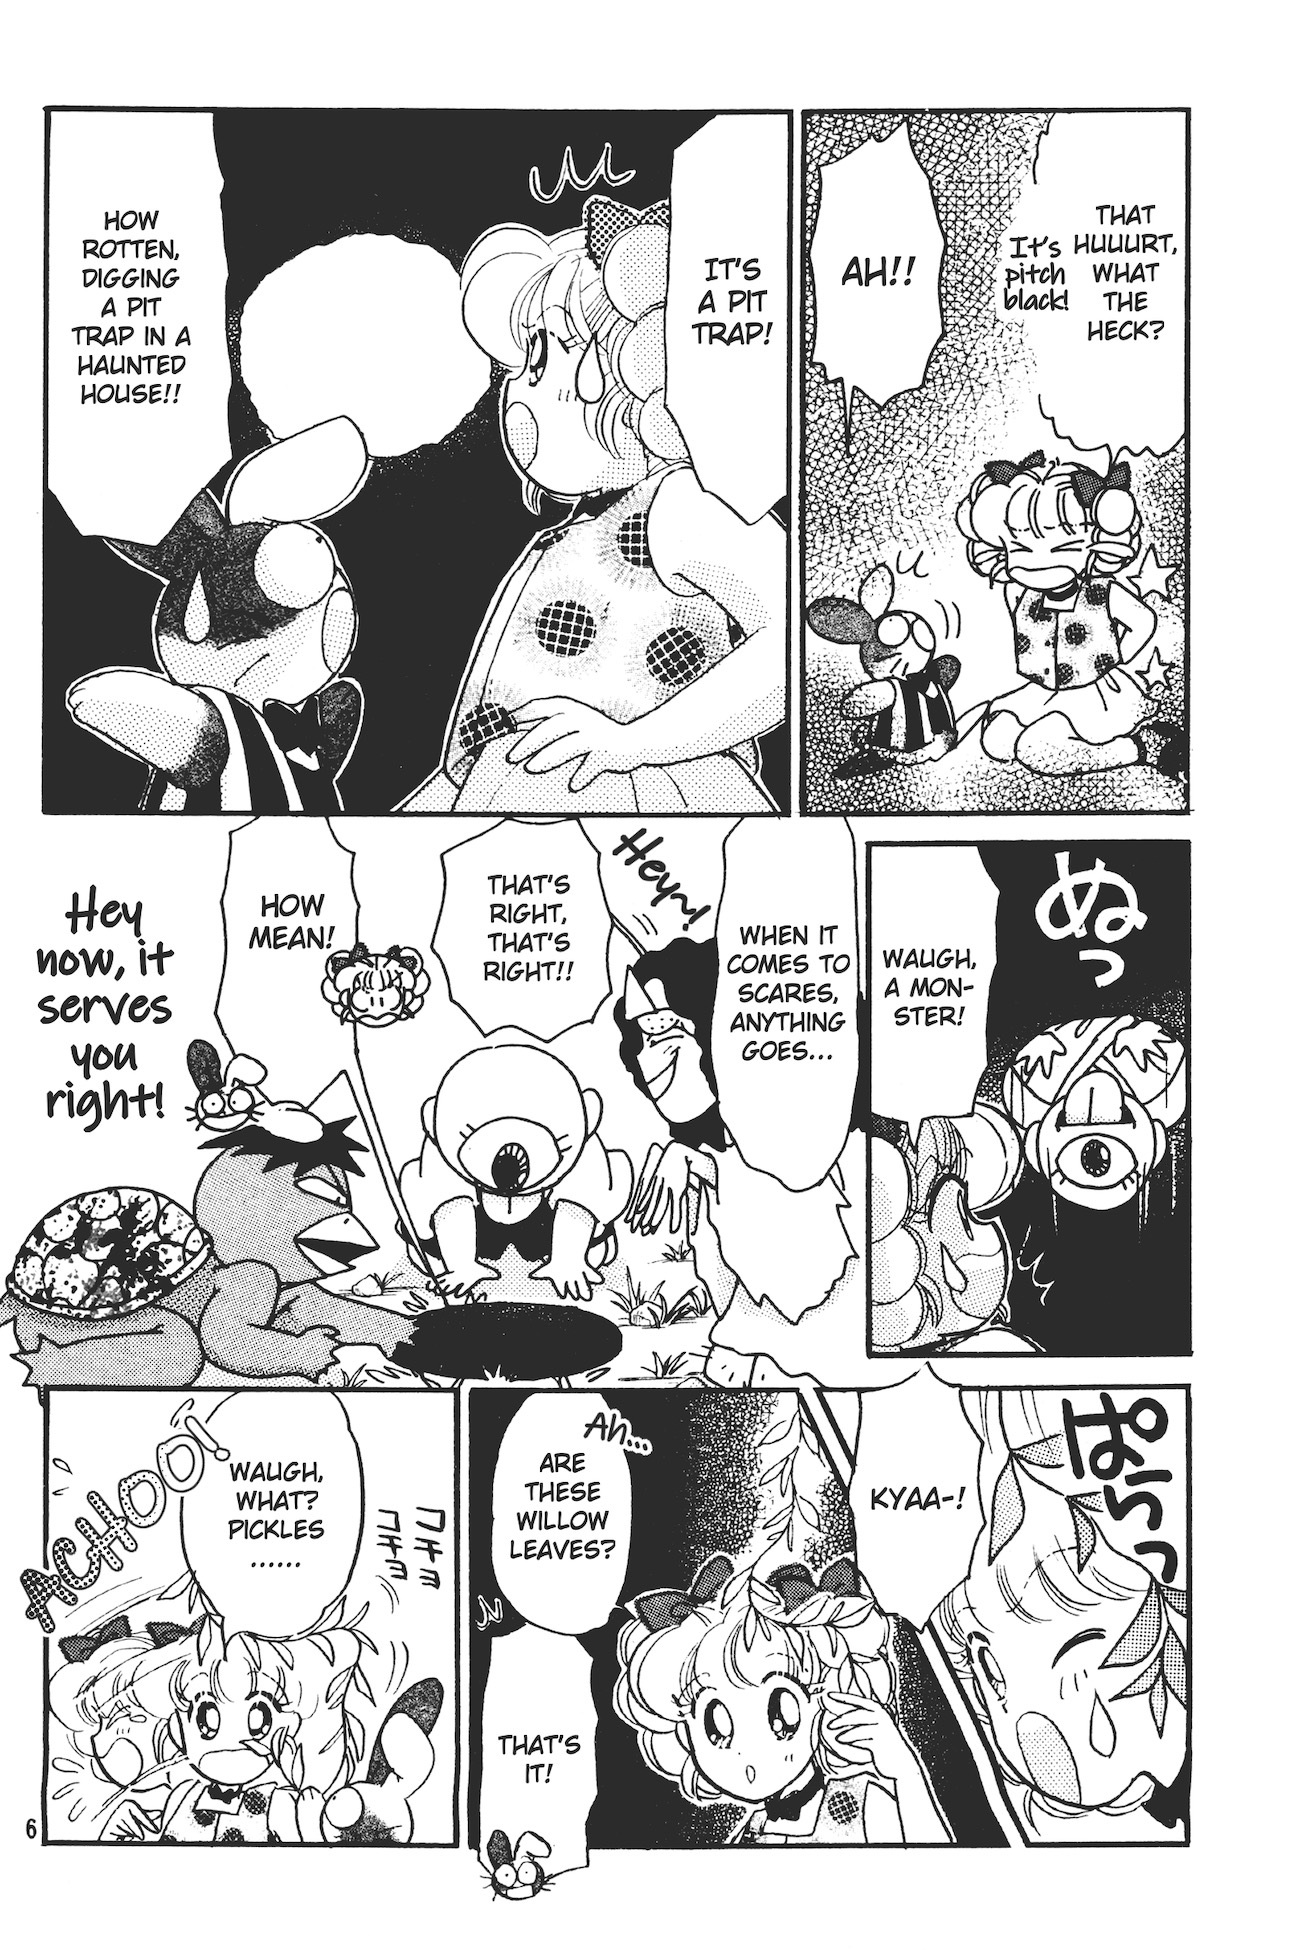 THAT
HUUURT,
WHAT
THE
HECK?
It's
pitch
black!
AH!!
IT'S
A PIT
TRAP!
HOW
ROTTEN,
DIGGING
A PIT
TRAP IN A
HAUNTED
HOUSE!!
ぬっ
WAUGH,
A MON-
STER!
WHEN IT
COMES TO
SCARES,
ANYTHING
GOES...
Hey~!
THAT'S
RIGHT,
THAT'S
RIGHT!!
HOW
MEAN!
Hey
now, it
serves
you
right!
ぱらっ
KYAA-!
Ah...
ARE
THESE
WILLOW
LEAVES?
THAT'S
IT!
WAUGH,
WHAT?
PICKLES
......
コチョ
コチョ
ACHOO!
6